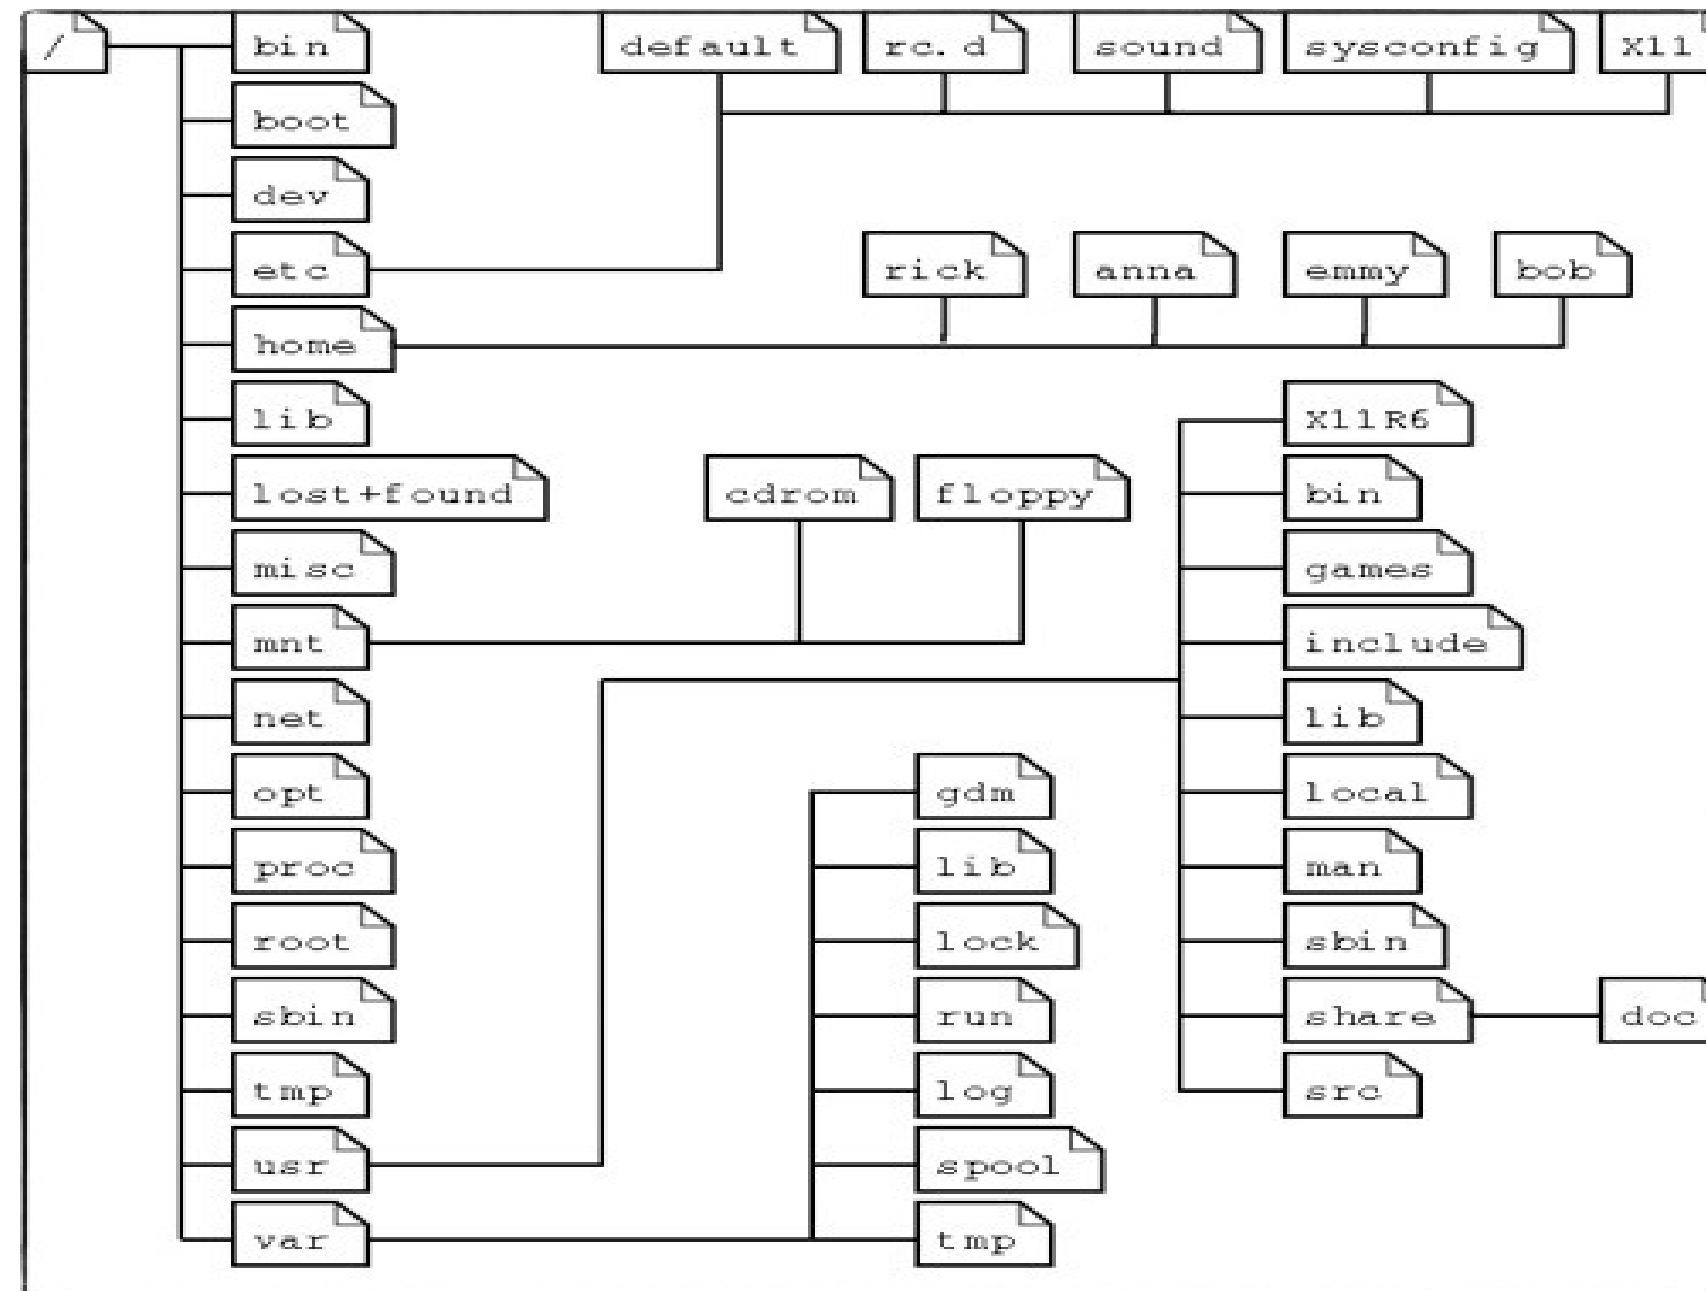 / bin default rc.d sound sysconfig X11
boot
dev
etc rick anna emmy bob
home
lib X11R6
lost+found cdrom floppy bin
misc games
mnt include
net lib
opt gdm local
proc lib man
root lock sbin
sbin run share doc
tmp log src
usr spool
var tmp